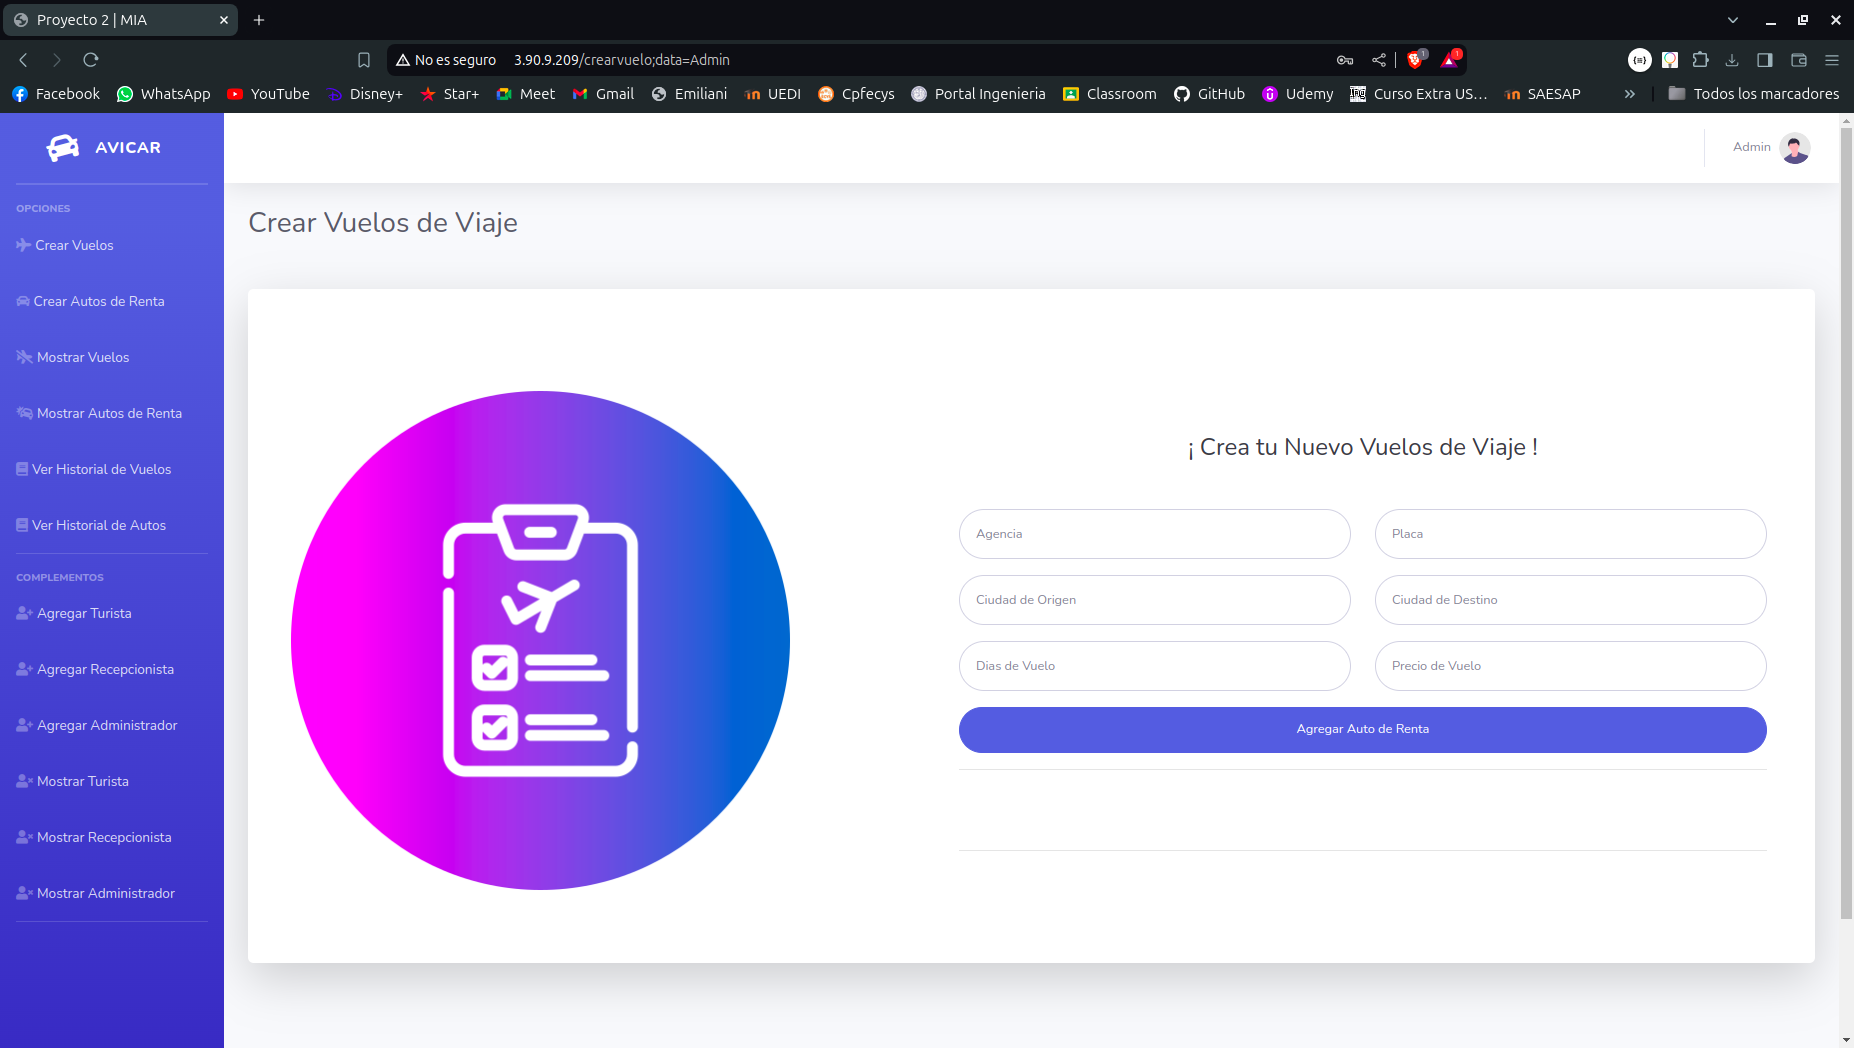 Proyecto 2 | MIA
No es seguro 3.90.9.209/crearvuelo;data=Admin
1
1
Facebook WhatsApp YouTube Disney+ Star+ Meet Gmail Emiliani UEDI Cpfecys Portal Ingenieria Classroom GitHub Udemy Curso Extra US... SAESAP » Todos los marcadores
AVICAR
Admin
OPCIONES
Crear Vuelos
Crear Autos de Renta
Mostrar Vuelos
Mostrar Autos de Renta
Ver Historial de Vuelos
Ver Historial de Autos
COMPLEMENTOS
Agregar Turista
Agregar Recepcionista
Agregar Administrador
Mostrar Turista
Mostrar Recepcionista
Mostrar Administrador
Crear Vuelos de Viaje
¡ Crea tu Nuevo Vuelos de Viaje !
Agencia Placa
Ciudad de Origen Ciudad de Destino
Dias de Vuelo Precio de Vuelo
Agregar Auto de Renta